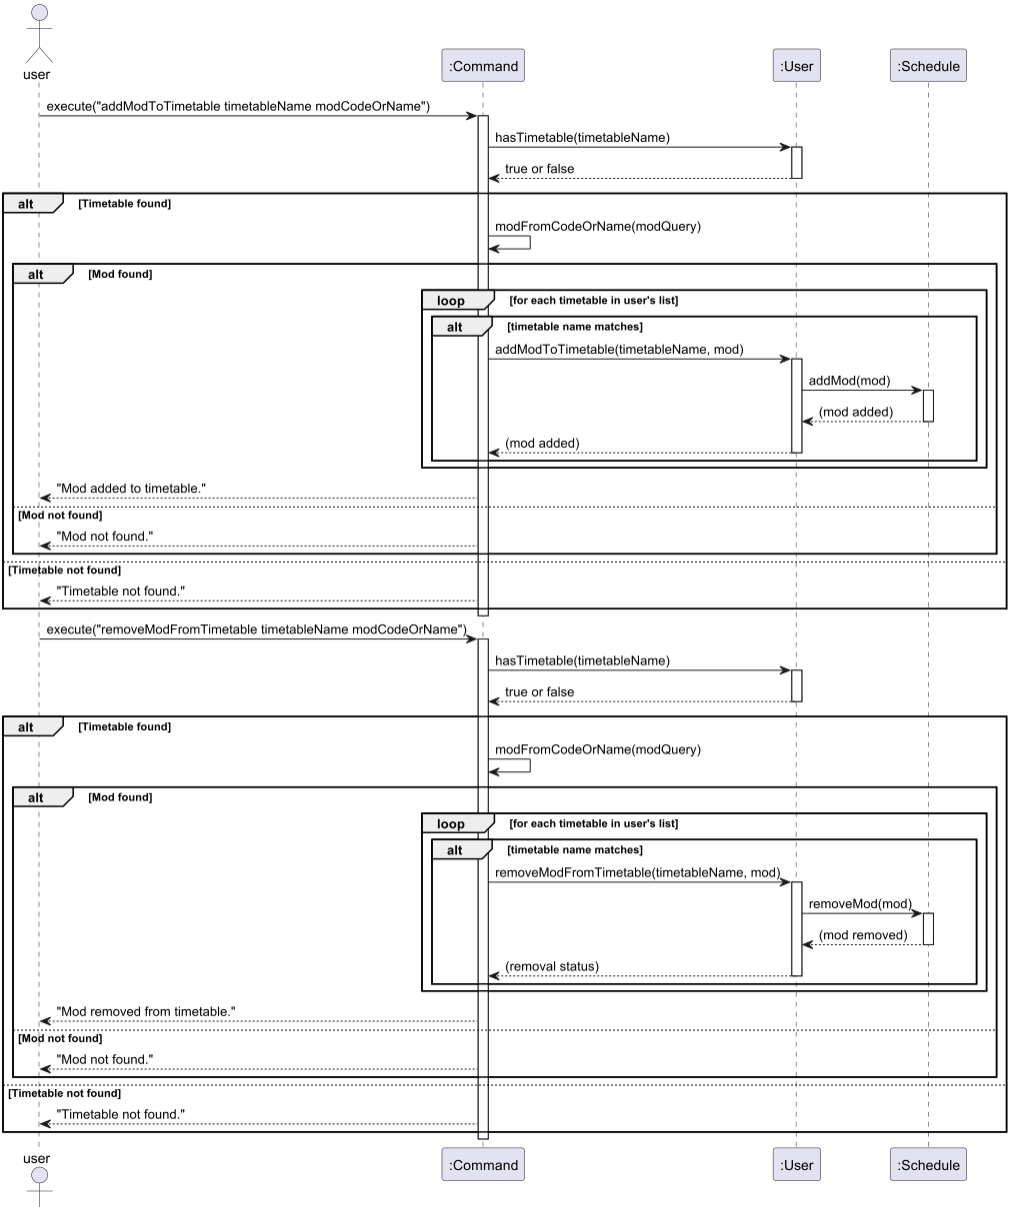 user
:Command
:User
:Schedule
execute("addModToTimetable timetableName modCodeOrName")
hasTimetable(timetableName)
true or false
alt
[Timetable found]
modFromCodeOrName(modQuery)
alt
[Mod found]
loop
[for each timetable in user's list]
alt
[timetable name matches]
addModToTimetable(timetableName, mod)
addMod(mod)
(mod added)
(mod added)
"Mod added to timetable."
[Mod not found]
"Mod not found."
[Timetable not found]
"Timetable not found."
execute("removeModFromTimetable timetableName modCodeOrName")
hasTimetable(timetableName)
true or false
alt
[Timetable found]
modFromCodeOrName(modQuery)
alt
[Mod found]
loop
[for each timetable in user's list]
alt
[timetable name matches]
removeModFromTimetable(timetableName, mod)
removeMod(mod)
(mod removed)
(removal status)
"Mod removed from timetable."
[Mod not found]
"Mod not found."
[Timetable not found]
"Timetable not found."
user
:Command
:User
:Schedule